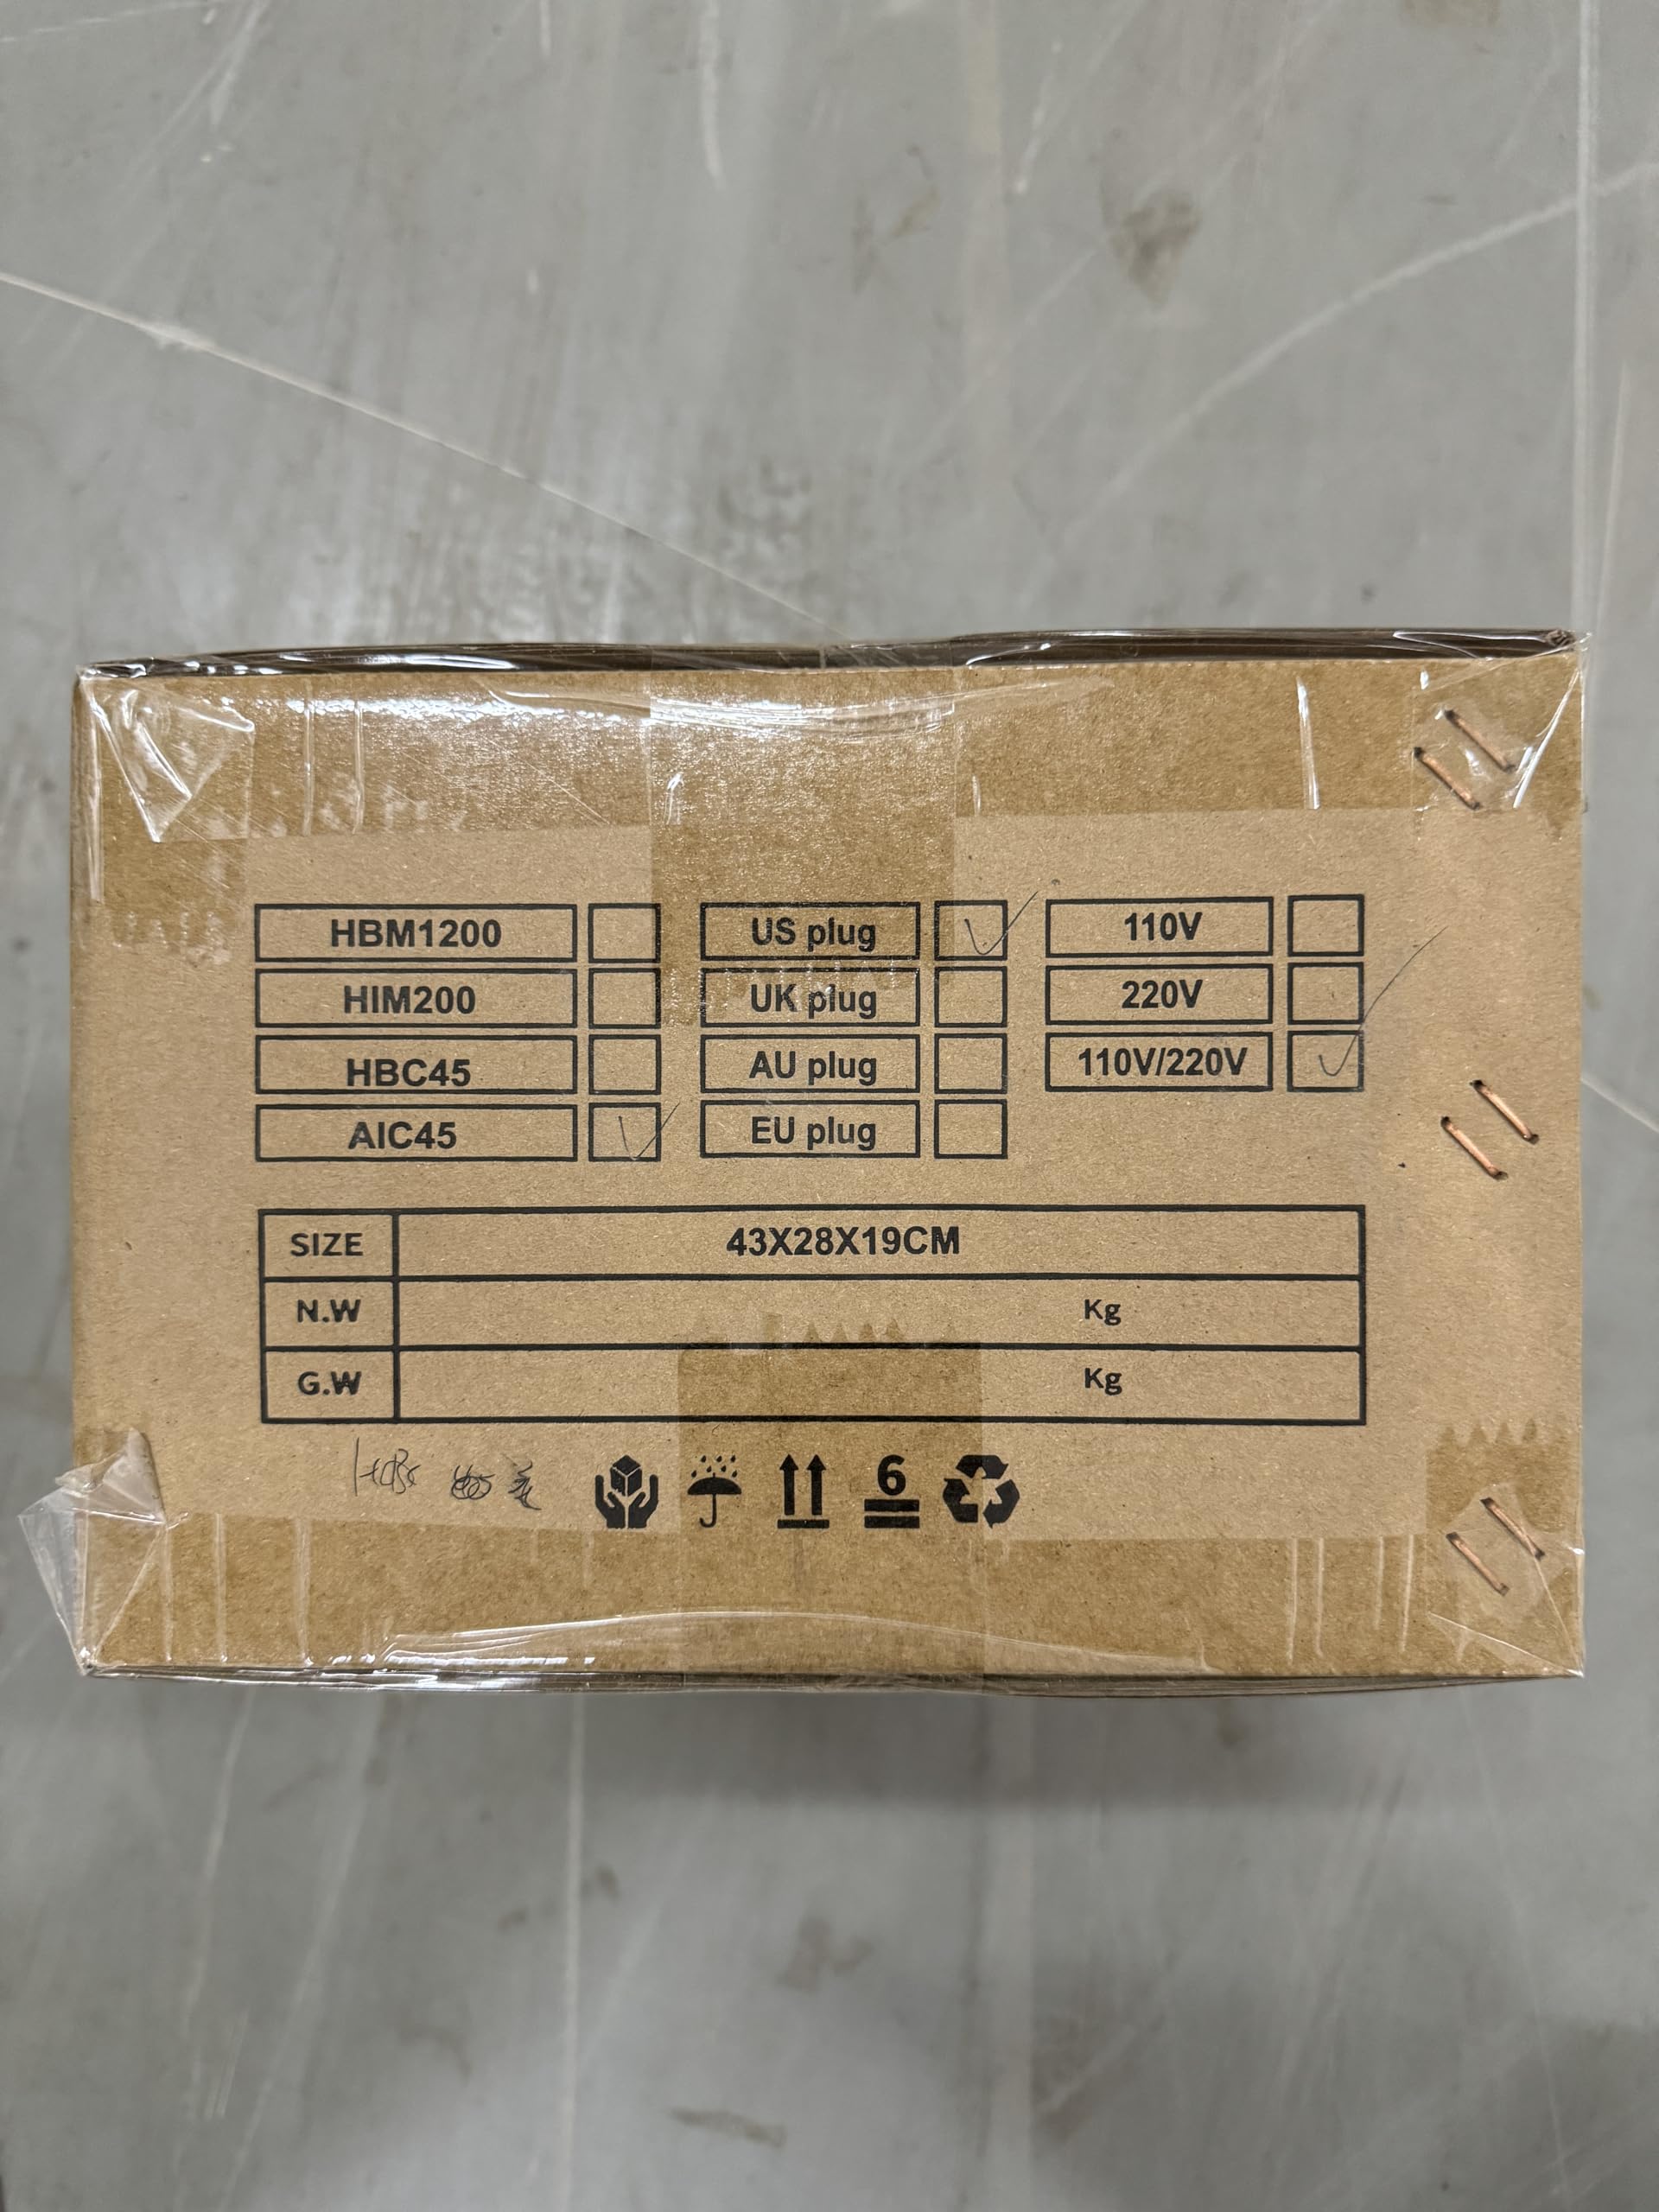 HBM1200 US plug 110V
HIM200 UK plug 220V
HBC45 AU plug 110V/220V
AIC45 EU plug
SIZE 43X28X19CM
N.W Kg
G.W Kg
6